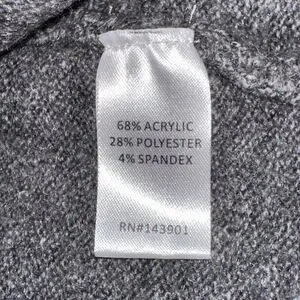 68% ACRYLIC
28% POLYESTER
4% SPANDEX
RN#143901